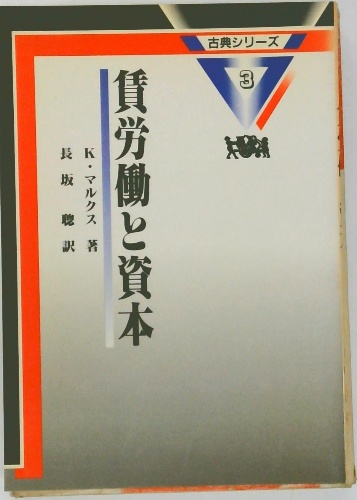 古典シリーズ
3
賃労働と資本
K・マルクス 著
長坂 聰 訳